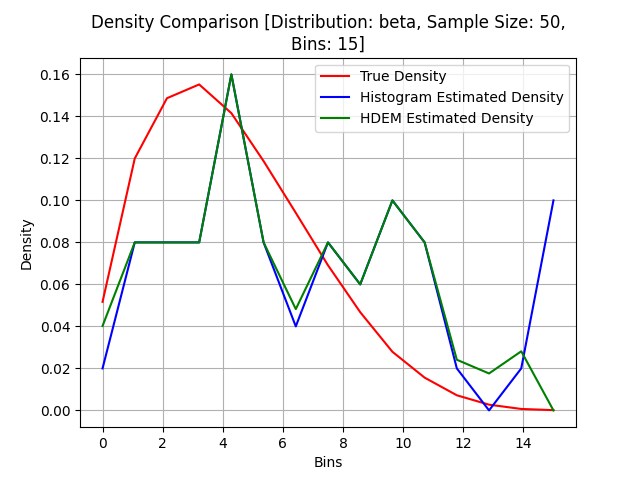 Density Comparison [Distribution: beta, Sample Size: 50,
Bins: 15]
True Density
Histogram Estimated Density
HDEM Estimated Density
0.16
0.14
0.12
0.10
0.08
0.06
0.04
0.02
0.00
Density
0 2 4 6 8 10 12 14
Bins